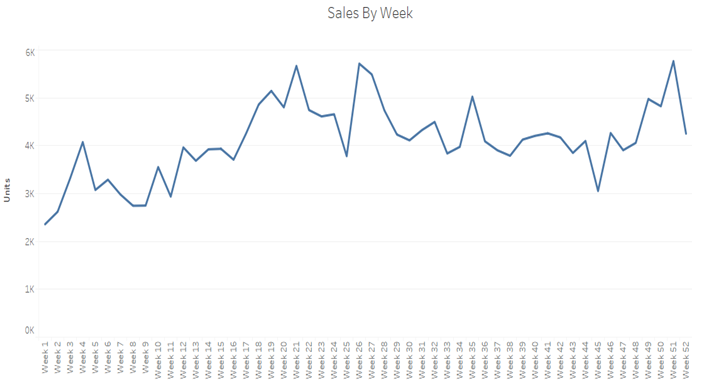 Sales By Week
6K
5K
4K
3K
2K
1K
0K
Units
Week 1
Week 2
Week 3
Week 4
Week 5
Week 6
Week 7
Week 8
Week 9
Week 10
Week 11
Week 12
Week 13
Week 14
Week 15
Week 16
Week 17
Week 18
Week 19
Week 20
Week 21
Week 22
Week 23
Week 24
Week 25
Week 26
Week 27
Week 28
Week 29
Week 30
Week 31
Week 32
Week 33
Week 34
Week 35
Week 36
Week 37
Week 38
Week 39
Week 40
Week 41
Week 42
Week 43
Week 44
Week 45
Week 46
Week 47
Week 48
Week 49
Week 50
Week 51
Week 52